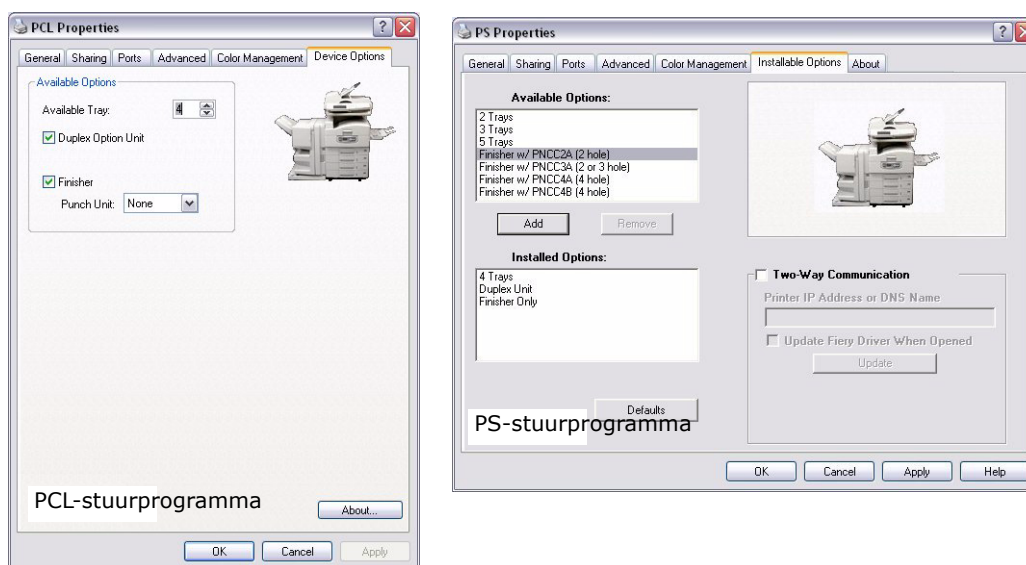 PCL Properties
General Sharing Ports Advanced Color Management Device Options
Available Options
Available Tray: 4
Duplex Option Unit
Finisher
Punch Unit: None
PCL-stuurprogramma
About...
OK Cancel Apply
PS Properties
General Sharing Ports Advanced Color Management Installable Options About
Available Options:
2 Trays
3 Trays
5 Trays
Finisher w/ PNCC2A (2 hole)
Finisher w/ PNCC3A (2 or 3 hole)
Finisher w/ PNCC4A (4 hole)
Finisher w/ PNCC4B (4 hole)
Add Remove
Installed Options:
4 Trays
Duplex Unit
Finisher Only
Defaults
PS-stuurprogramma
Two-Way Communication
Printer IP Address or DNS Name
Update Fiery Driver When Opened
Update
OK Cancel Apply Help